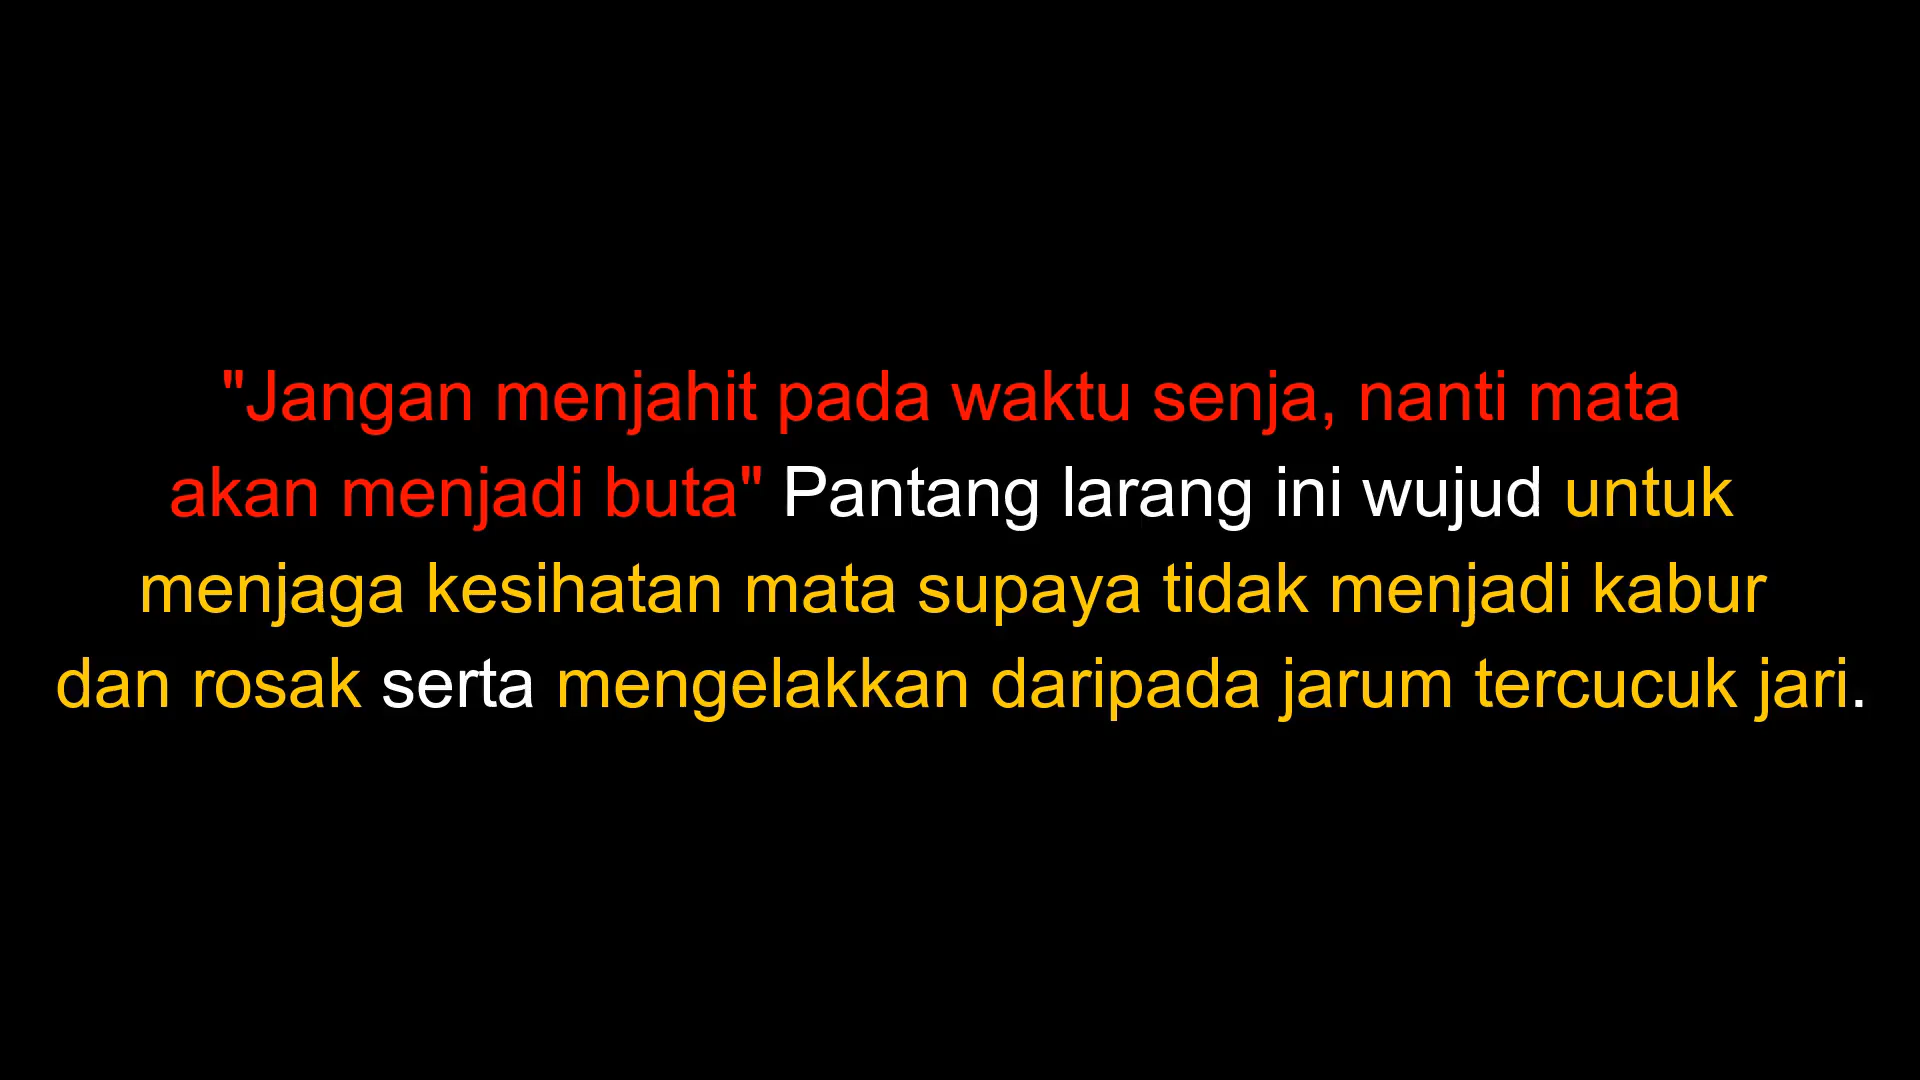 "Jangan menjahit pada waktu senja, nanti mata
akan menjadi buta" Pantang larang ini wujud untuk
menjaga kesihatan mata supaya tidak menjadi kabur
dan rosak serta mengelakkan daripada jarum tercucuk jari.